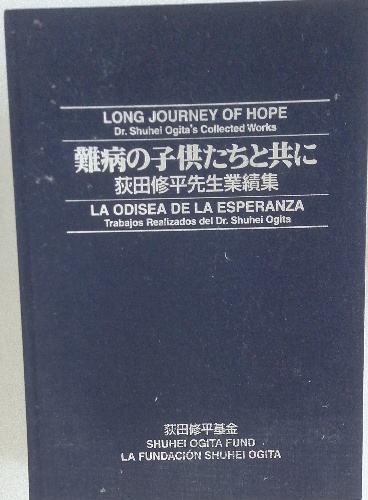 LONG JOURNEY OF HOPE
Dr. Shuhei Ogita's Collected Works
難病の子供たちと共に
荻田修平先生業績集
LA ODISEA DE LA ESPERANZA
Trabajos Realizados del Dr. Shuhei Ogita
荻田修平基金
SHUHEI OGITA FUND
LA FUNDACIÓN SHUHEI OGITA